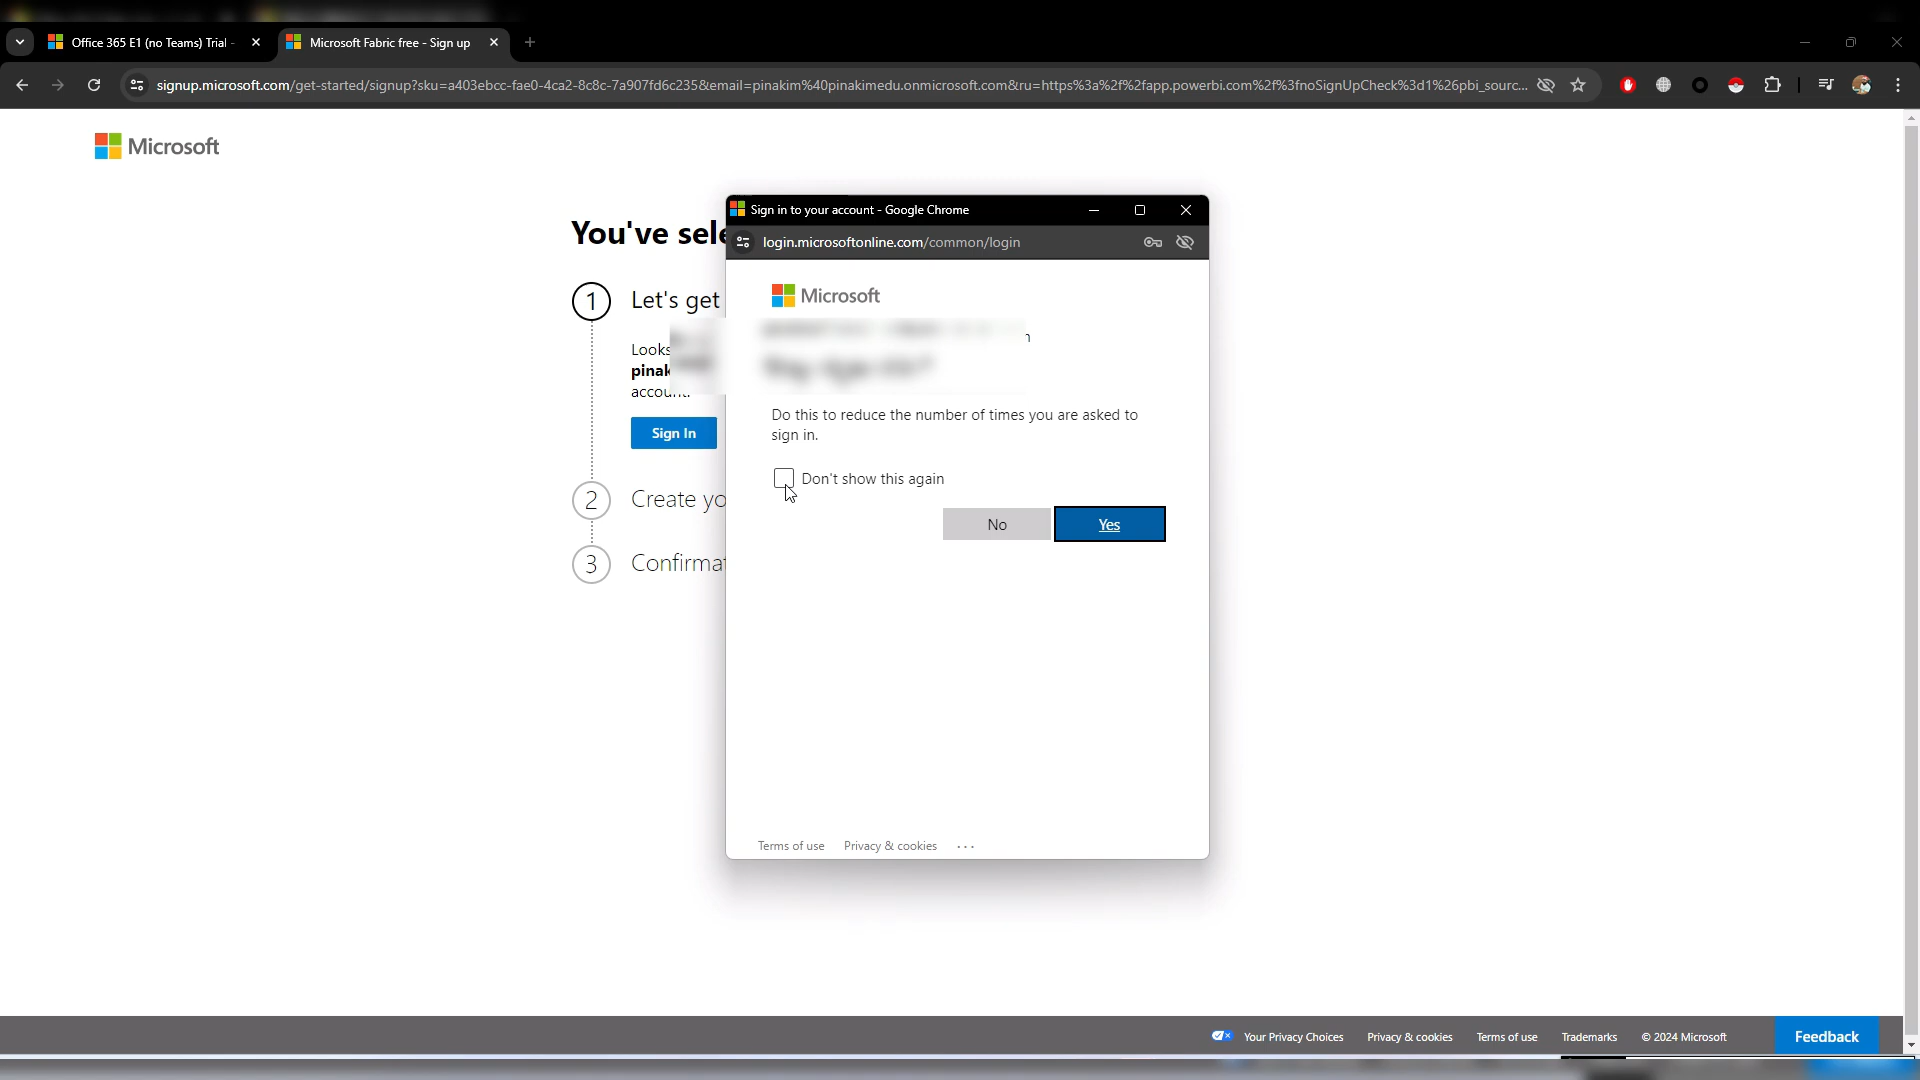 Office 365 E1 (no Teams) Trial -
Microsoft Fabric free - Sign up
signup.microsoft.com/get-started/signup?sku=a403ebcc-fae0-4ca2-8c8c-7a907fd6c235&email=pinakim%40pinakimedu.onmicrosoft.com&ru=https%3a%2f%2fapp.powerbi.com%2f%3fnoSignUpCheck%3d1%26pbi_sourc...
Microsoft
You've sele
1 Let's get
Looks
pinak
account.
Sign In
2 Create yo
3 Confirmat
Sign in to your account - Google Chrome
login.microsoftonline.com/common/login
Microsoft
Do this to reduce the number of times you are asked to
sign in.
Don't show this again
No Yes
Terms of use Privacy & cookies ...
Your Privacy Choices Privacy & cookies Terms of use Trademarks © 2024 Microsoft Feedback